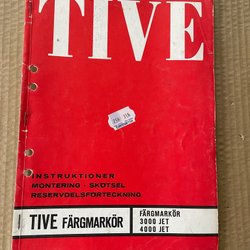 TIVE
INSTRUKTIONER
MONTERING · SKÖTSEL
RESERVDELSFÖRTECKNING
TIVE FÄRGMARKÖR
FÄRGMARKÖR
3000 JET
4000 JET